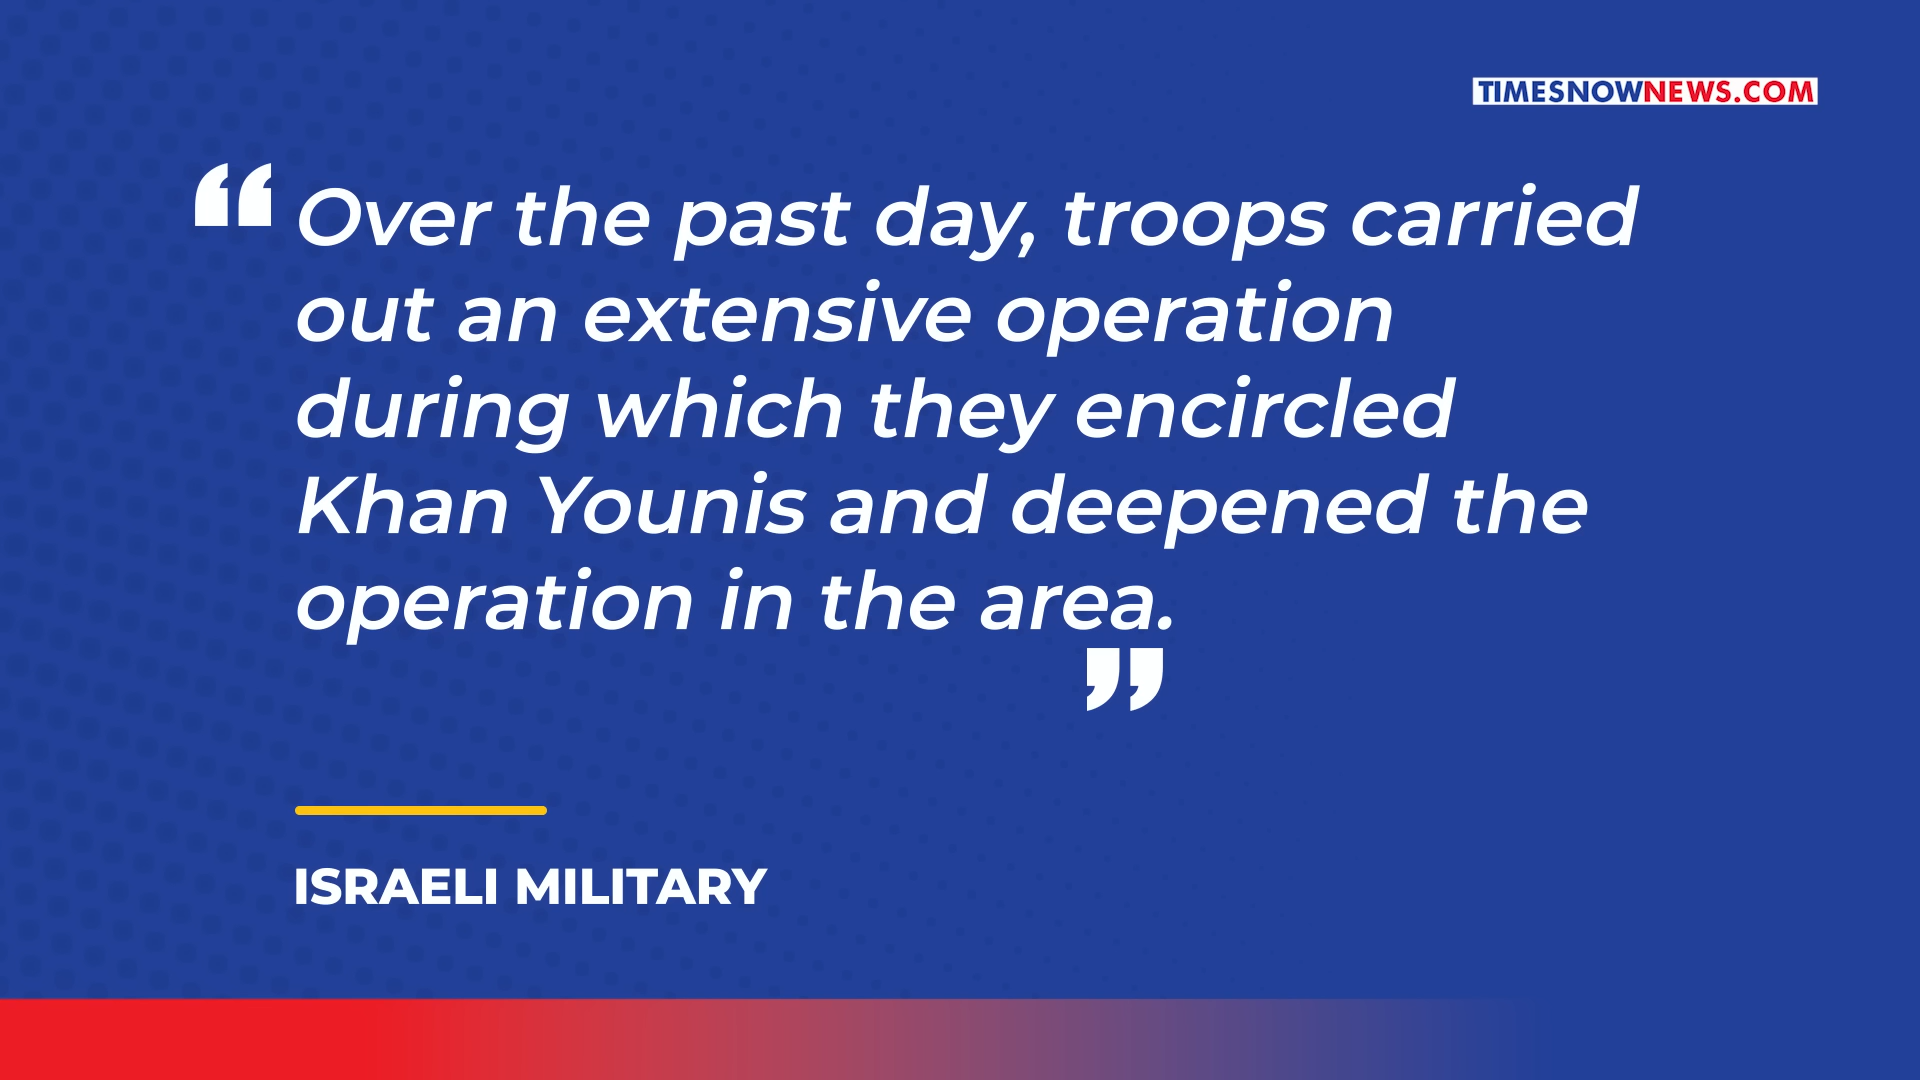 TIMESNOWNEWS.COM
“Over the past day, troops carried
out an extensive operation
during which they encircled
Khan Younis and deepened the
operation in the area.
”
ISRAELI MILITARY